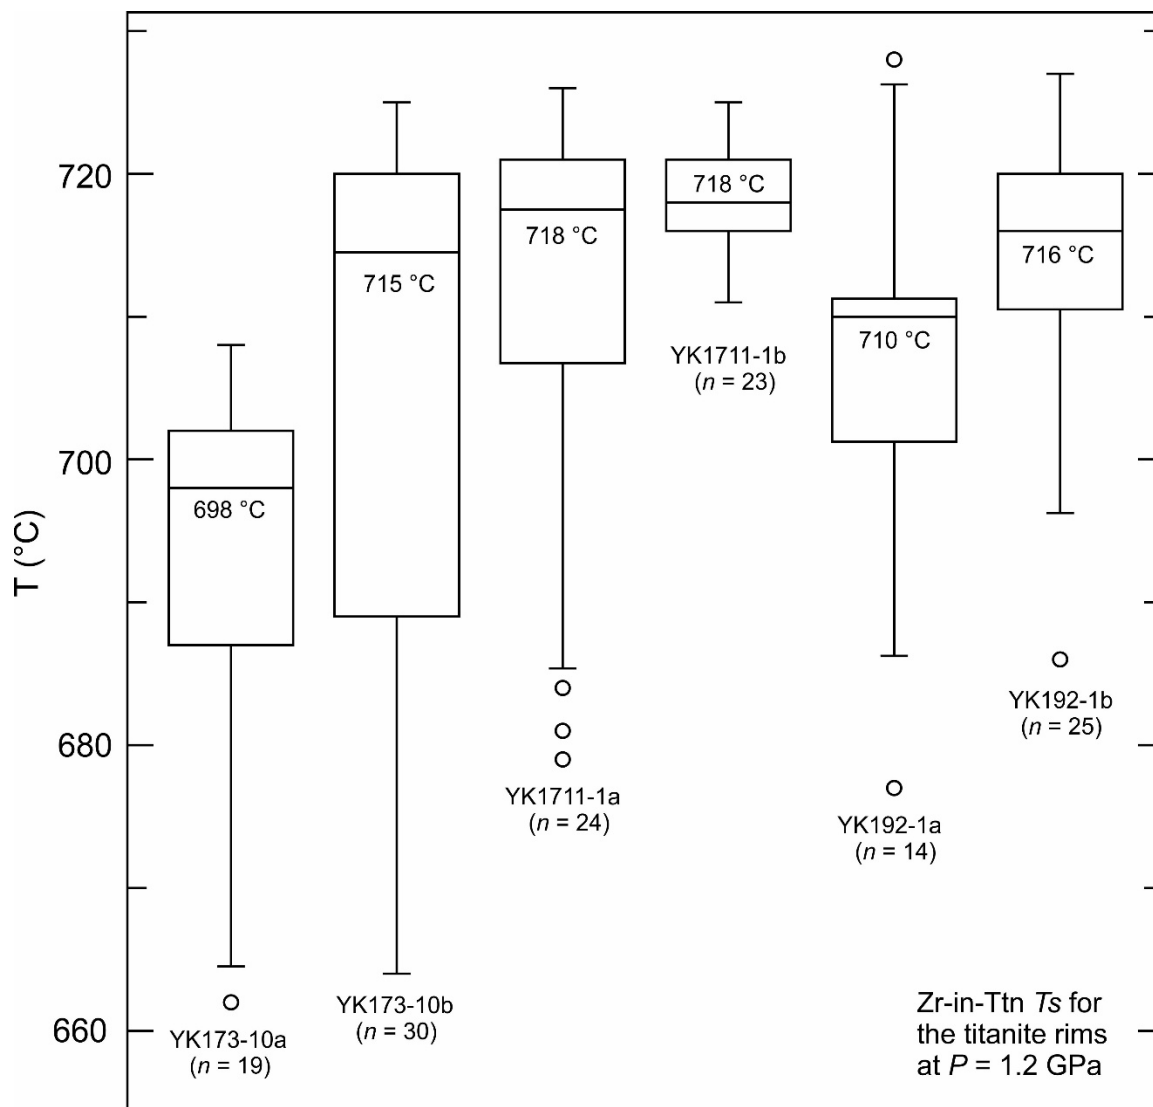 720
700
680
660
T (°C)
698 °C
YK173-10a
(n = 19)
715 °C
YK173-10b
(n = 30)
718 °C
YK1711-1a
(n = 24)
718 °C
YK1711-1b
(n = 23)
710 °C
YK192-1a
(n = 14)
716 °C
YK192-1b
(n = 25)
Zr-in-Ttn Ts for
the titanite rims
at P = 1.2 GPa